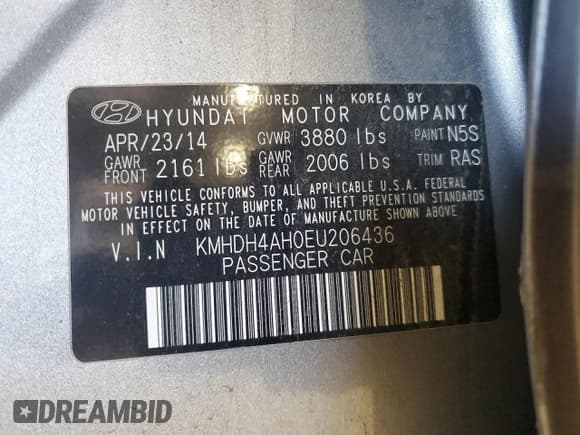 MANUFACTURED IN KOREA BY
HYUNDAI MOTOR COMPANY
APR/23/14 GVWR 3880 lbs PAINT N5S
GAWR FRONT 2161 lbs GAWR REAR 2006 lbs TRIM RAS
THIS VEHICLE CONFORMS TO ALL APPLICABLE U.S.A. FEDERAL
MOTOR VEHICLE SAFETY, BUMPER, AND THEFT PREVENTION STANDARDS
IN EFFECT ON THE DATE OF MANUFACTURE SHOWN ABOVE.
V.I.N KMHDH4AH0EU206436
PASSENGER CAR
DREAMBID